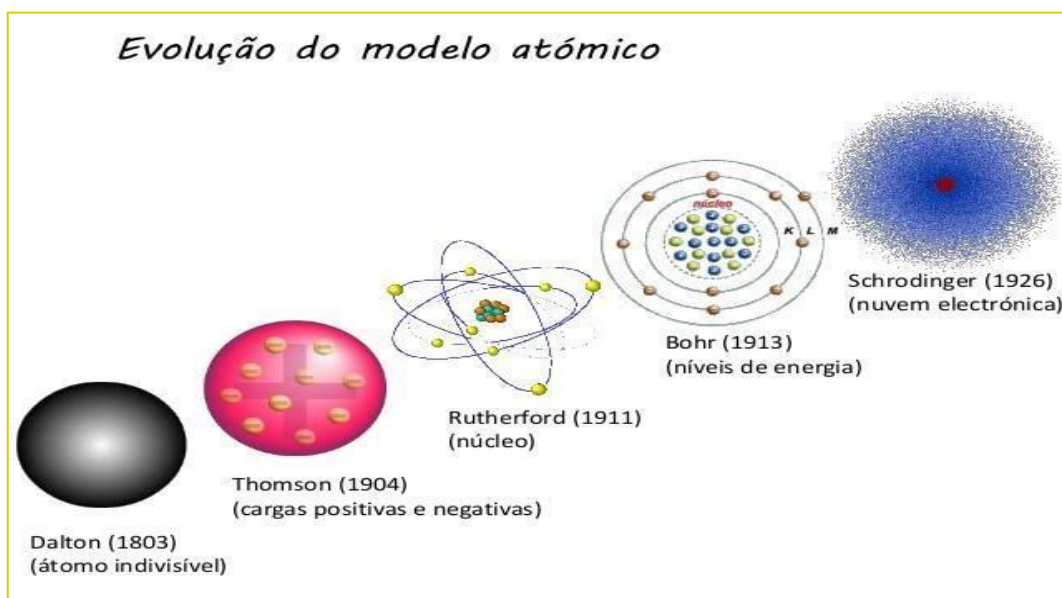 Evolução do modelo atómico
Dalton (1803)
(átomo indivisível)
Thomson (1904)
(cargas positivas e negativas)
Rutherford (1911)
(núcleo)
núcleo
K L M
Bohr (1913)
(níveis de energia)
Schrodinger (1926)
(nuvem electrónica)